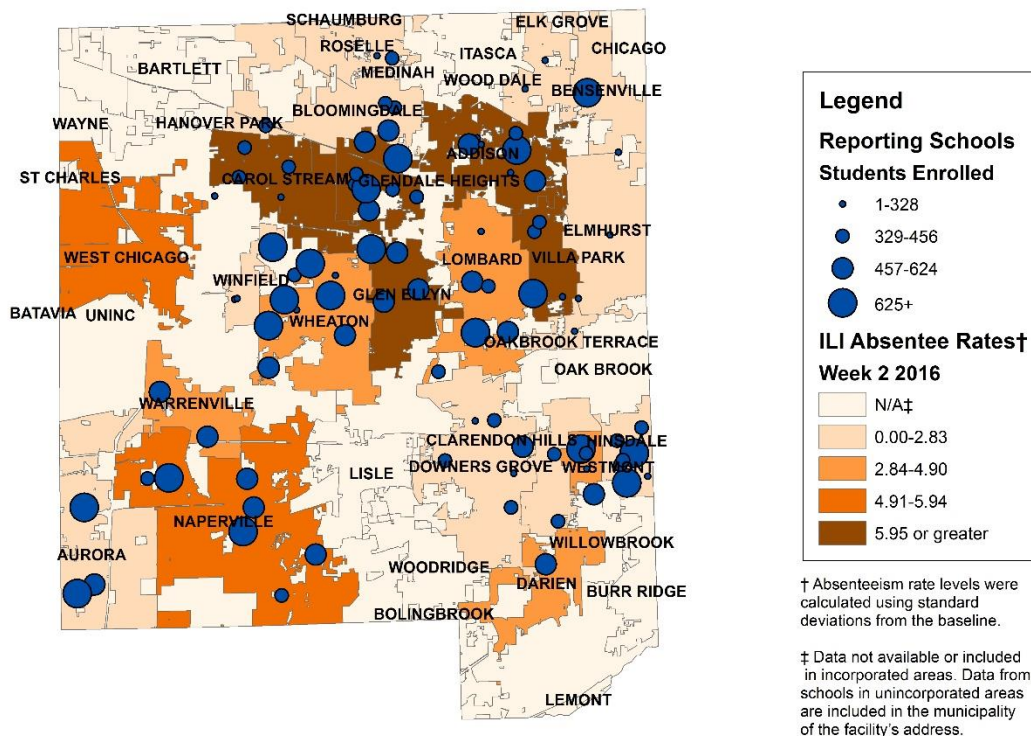 SCHAUMBURG
ELK GROVE
ROSELLE
ITASCA
CHICAGO
BARTLETT
MEDINAH
WOOD DALE
BENSENVILLE
BLOOMINGDALE
WAYNE
HANOVER PARK
ADDISON
ST CHARLES
CAROL STREAM
GLENDALE HEIGHTS
ELMHURST
WEST CHICAGO
LOMBARD
VILLA PARK
WINFIELD
GLEN ELLYN
BATAVIA
UNINC
WHEATON
OAKBROOK TERRACE
OAK BROOK
WARRENVILLE
CLARENDON HILLS
HINSDALE
LISLE
DOWNERS GROVE
WESTMONT
NAPERVILLE
AURORA
WILLOWBROOK
WOODRIDGE
DARIEN
BURR RIDGE
BOLINGBROOK
LEMONT
Legend
Reporting Schools
Students Enrolled
1-328
329-456
457-624
625+
ILI Absentee Rates†
Week 2 2016
N/A‡
0.00-2.83
2.84-4.90
4.91-5.94
5.95 or greater
† Absenteeism rate levels were
calculated using standard
deviations from the baseline.
‡ Data not available or included
in incorporated areas. Data from
schools in unincorporated areas
are included in the municipality
of the facility's address.